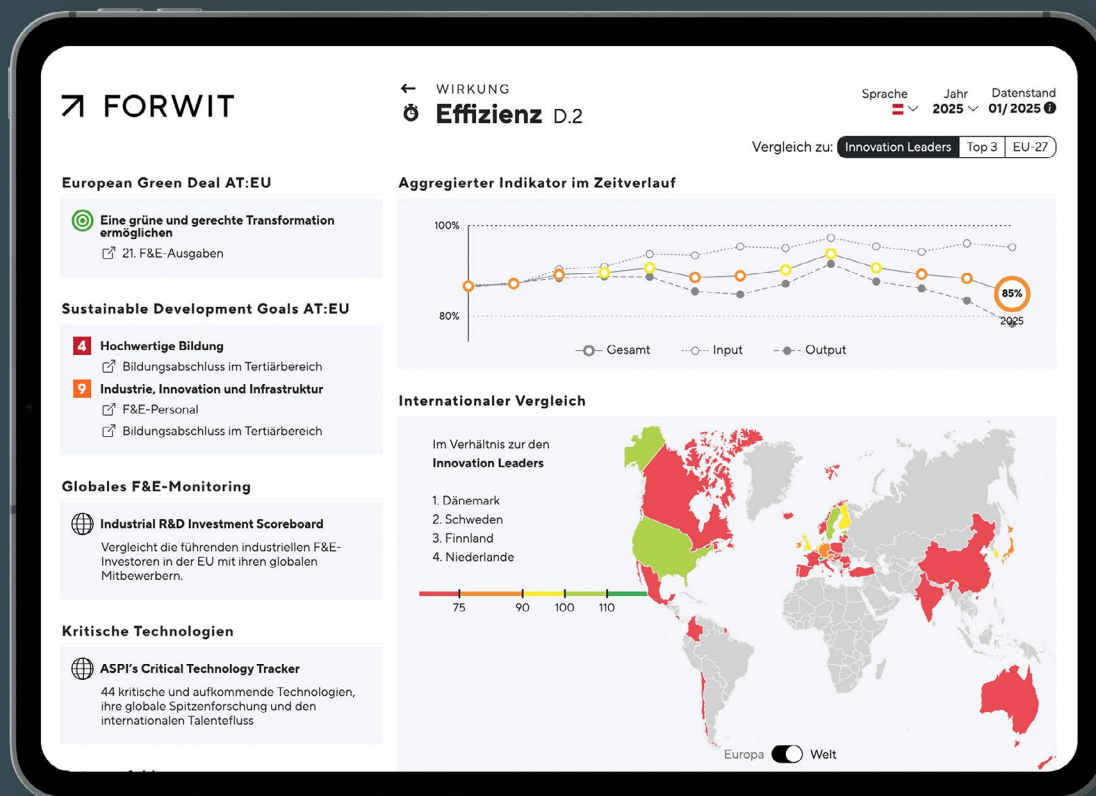 FORWIT
WIRKUNG
Effizienz D.2
Sprache
Jahr
2025
Datenstand
01/2025
Vergleich zu: Innovation Leaders Top 3 EU-27
European Green Deal AT:EU
Eine grüne und gerechte Transformation
ermöglichen
21. F&E-Ausgaben
Sustainable Development Goals AT:EU
4 Hochwertige Bildung
Bildungsabschluss im Tertiärbereich
9 Industrie, Innovation und Infrastruktur
F&E-Personal
Bildungsabschluss im Tertiärbereich
Globales F&E-Monitoring
Industrial R&D Investment Scoreboard
Vergleicht die führenden industriellen F&E-
Investoren in der EU mit ihren globalen
Mitbewerbern.
Kritische Technologien
ASPI's Critical Technology Tracker
44 kritische und aufkommende Technologien,
ihre globale Spitzenforschung und den
internationalen Talentefluss
Aggregierter Indikator im Zeitverlauf
100%
80%
85%
2025
Gesamt Input Output
Internationaler Vergleich
Im Verhältnis zur den
Innovation Leaders
1. Dänemark
2. Schweden
3. Finnland
4. Niederlande
75 90 100 110
Europa Welt